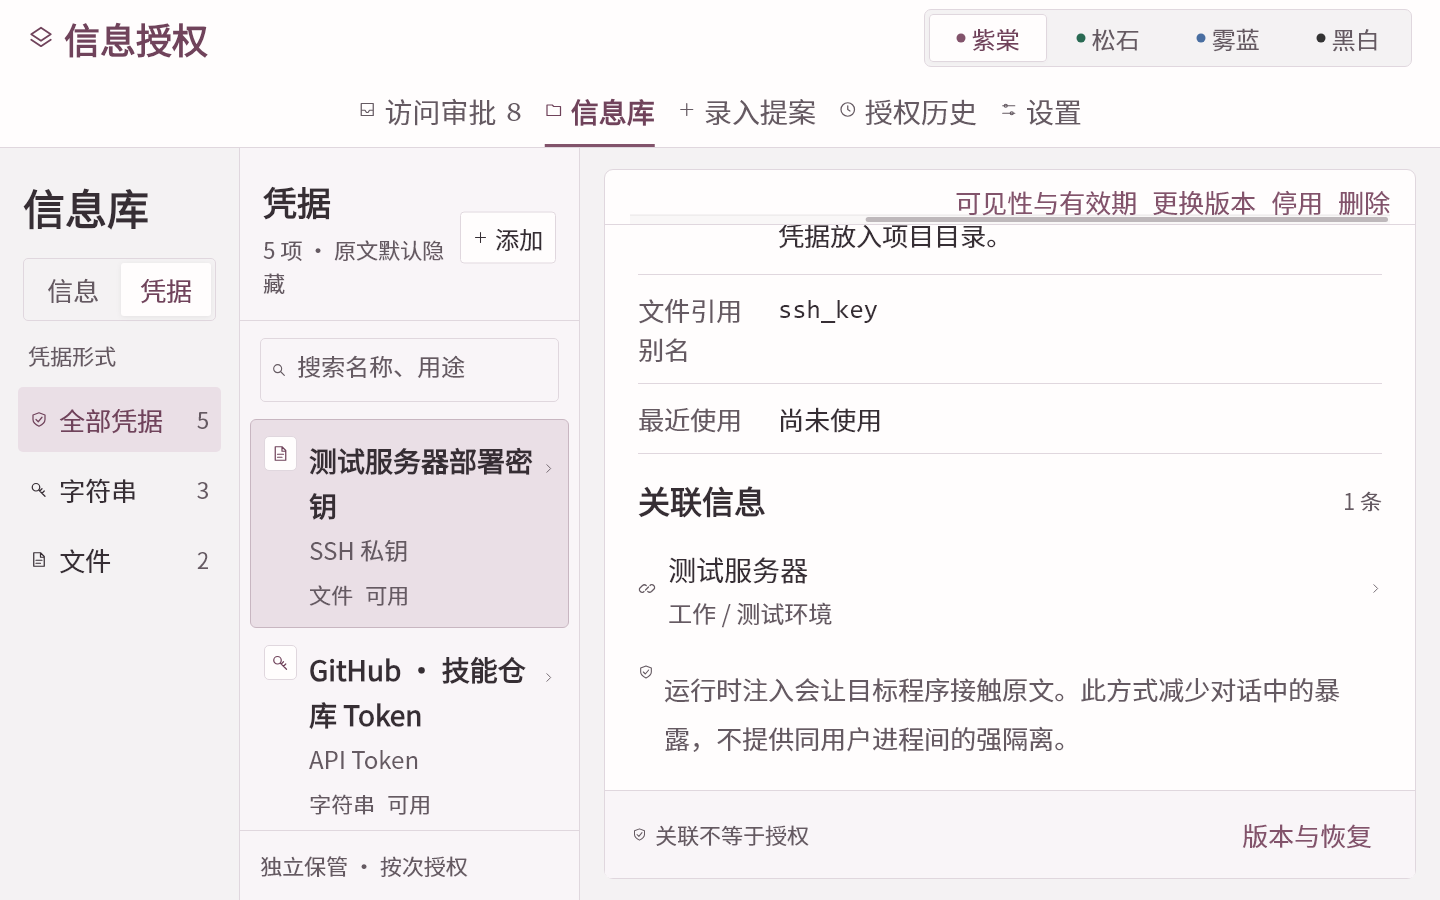 信息授权
紫棠
松石
雾蓝
黑白
访问审批 8
信息库
录入提案
授权历史
设置
信息库
信息
凭据
凭据形式
全部凭据 5
字符串 3
文件 2
凭据
5 项 · 原文默认隐
藏
添加
搜索名称、用途
测试服务器部署密
钥
SSH 私钥
文件 可用
GitHub · 技能仓
库 Token
API Token
字符串 可用
独立保管 · 按次授权
可见性与有效期 更换版本 停用 删除
凭据放入项目目录。
文件引用
别名
ssh_key
最近使用 尚未使用
关联信息 1 条
测试服务器
工作 / 测试环境
运行时注入会让目标程序接触原文。此方式减少对话中的暴
露，不提供同用户进程间的强隔离。
关联不等于授权
版本与恢复